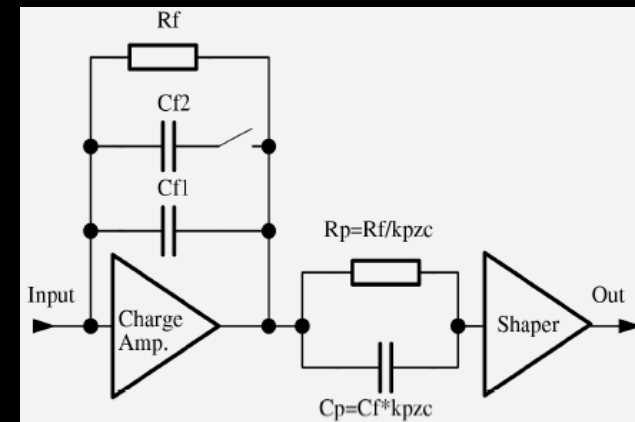 Rf
Cf2
Cf1
Rp=Rf/kpzc
Input
Charge
Amp.
Shaper
Out
Cp=Cf*kpzc